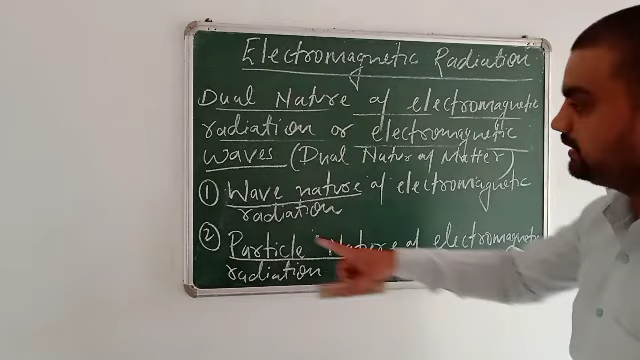 Electromagnetic Radiation
Dual Nature of electromagnetic
radiation or electromagnetic
waves (Dual Natur of Matter)
① Wave nature of electromagnetic
radiation
② Particle Nature of electromagnetic
radiation